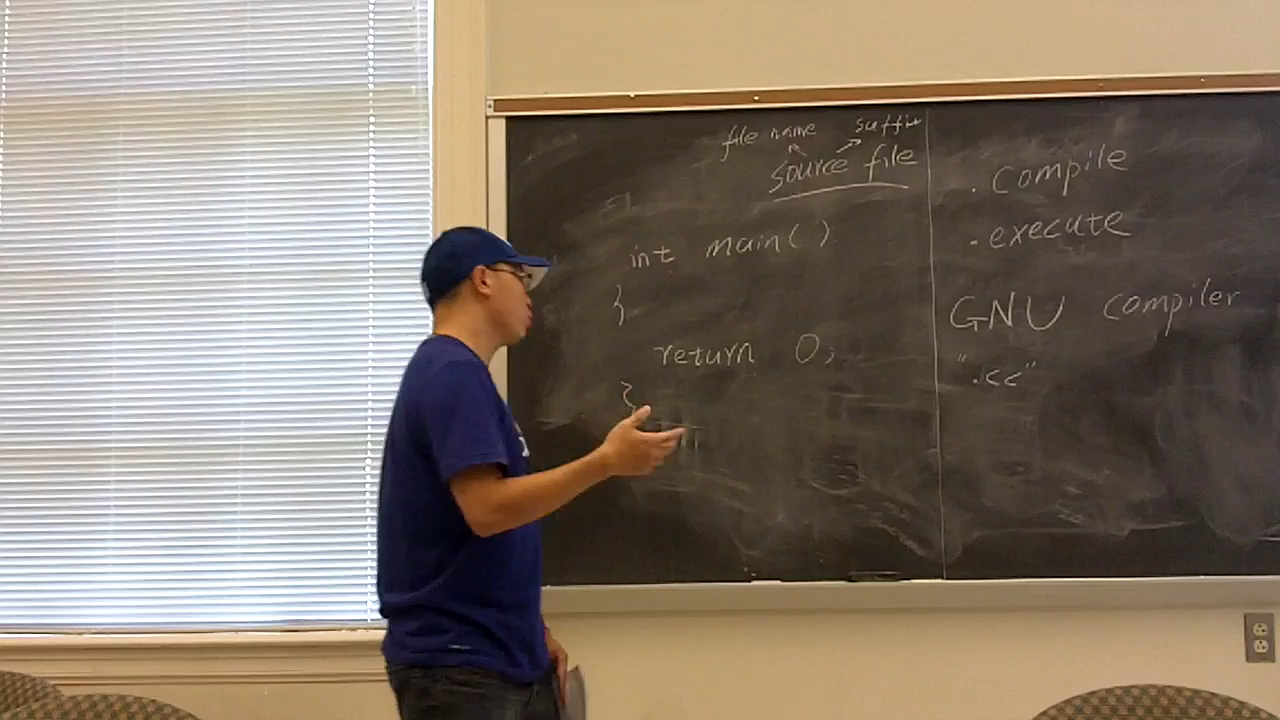 file name suffix
source file
int main()
{
return 0;
}
. compile
. execute
GNU compiler
".cc"